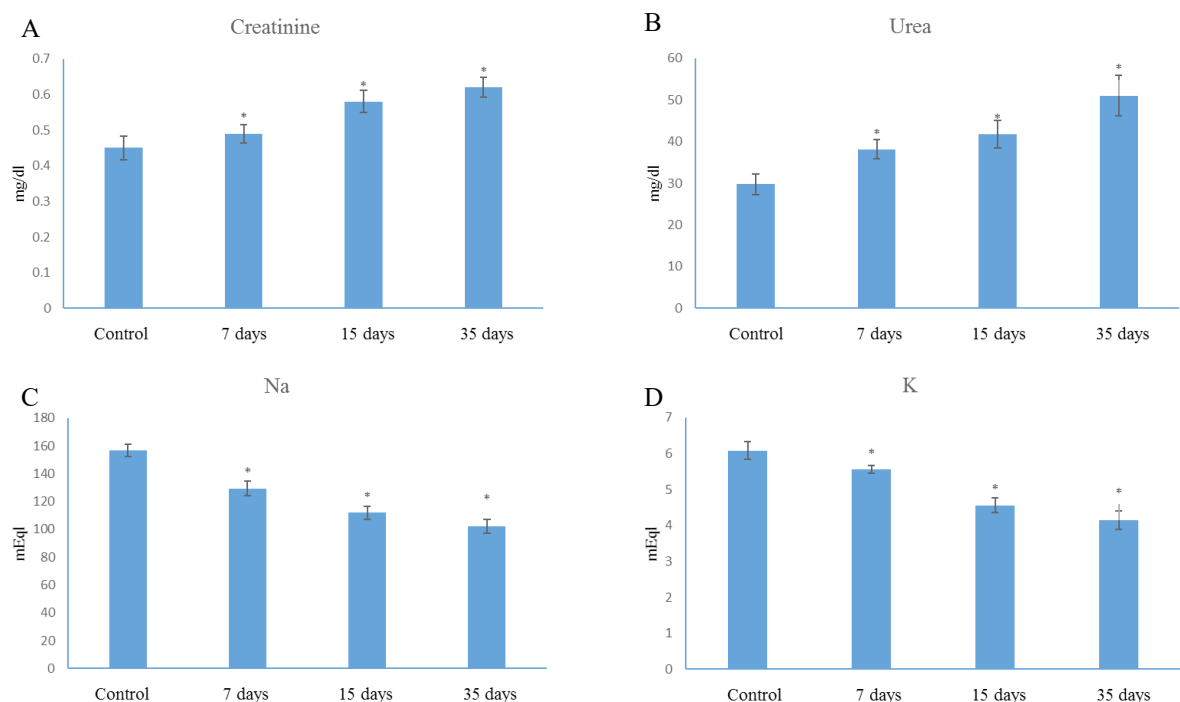 A
Creatinine
0.7
0.6
0.5
0.4
0.3
0.2
0.1
0
mg/dl
*
*
*
Control 7 days 15 days 35 days
B
Urea
60
50
40
30
20
10
0
mg/dl
*
*
*
Control 7 days 15 days 35 days
C
Na
180
160
140
120
100
80
60
40
20
0
mEql
*
*
*
Control 7 days 15 days 35 days
D
K
7
6
5
4
3
2
1
0
mEql
*
*
*
Control 7 days 15 days 35 days